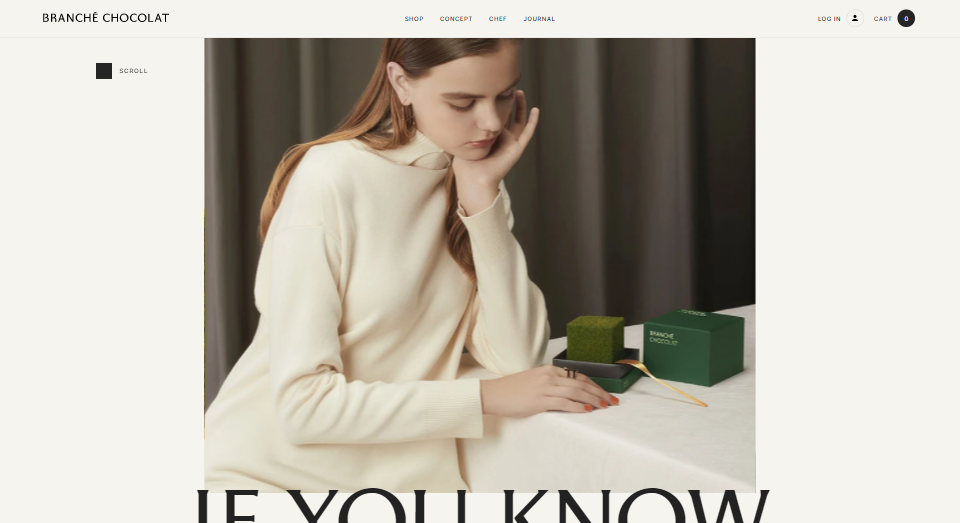 BRANCHÉ CHOCOLAT
SHOP CONCEPT CHEF JOURNAL
LOG IN CART 0
SCROLL
BRANCHÉ
CHOCOLAT
IF YOU KNOW